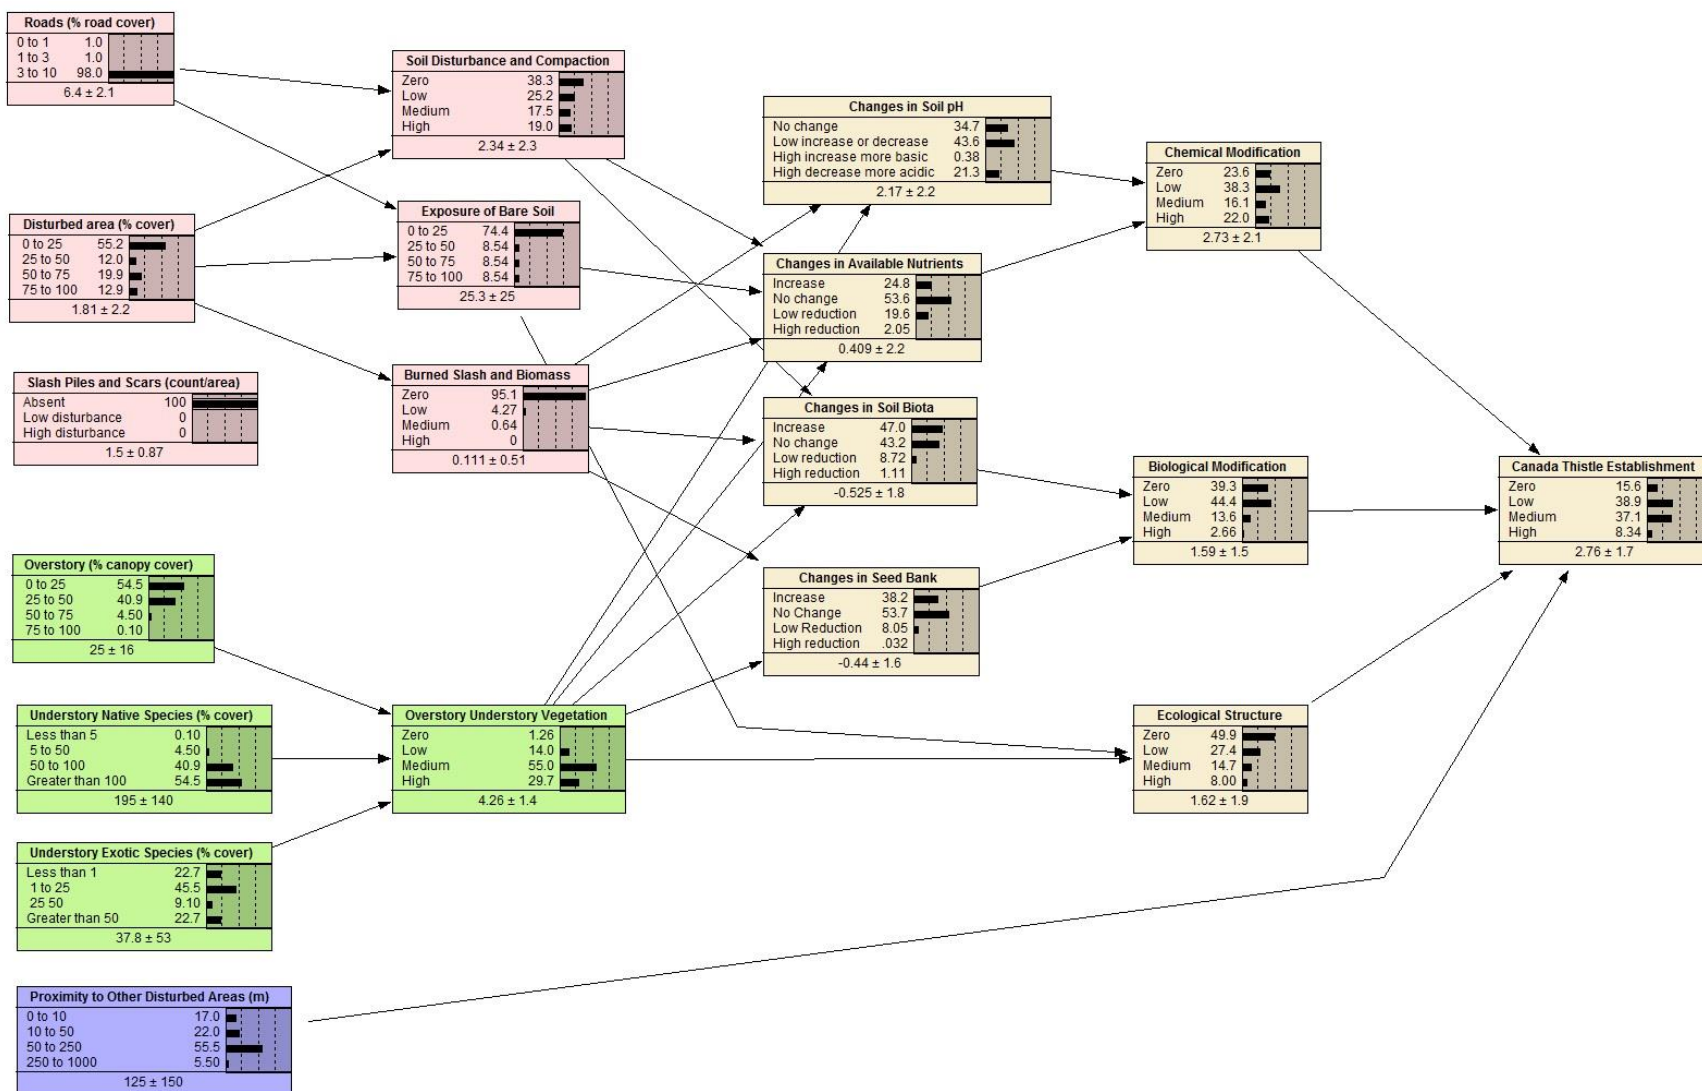 Roads (% road cover)
0 to 1 1.0
1 to 3 1.0
3 to 10 98.0
6.4 ± 2.1
Disturbed area (% cover)
0 to 25 55.2
25 to 50 12.0
50 to 75 19.9
75 to 100 12.9
1.81 ± 2.2
Slash Piles and Scars (count/area)
Absent 100
Low disturbance 0
High disturbance 0
1.5 ± 0.87
Overstory (% canopy cover)
0 to 25 54.5
25 to 50 40.9
50 to 75 4.50
75 to 100 0.10
25 ± 16
Understory Native Species (% cover)
Less than 5 0.10
5 to 50 4.50
50 to 100 40.9
Greater than 100 54.5
195 ± 140
Understory Exotic Species (% cover)
Less than 1 22.7
1 to 25 45.5
25 50 9.10
Greater than 50 22.7
37.8 ± 53
Proximity to Other Disturbed Areas (m)
0 to 10 17.0
10 to 50 22.0
50 to 250 55.5
250 to 1000 5.50
125 ± 150
Soil Disturbance and Compaction
Zero 38.3
Low 25.2
Medium 17.5
High 19.0
2.34 ± 2.3
Exposure of Bare Soil
0 to 25 74.4
25 to 50 8.54
50 to 75 8.54
75 to 100 8.54
25.3 ± 25
Burned Slash and Biomass
Zero 95.1
Low 4.27
Medium 0.64
High 0
0.111 ± 0.51
Overstory Understory Vegetation
Zero 1.26
Low 14.0
Medium 55.0
High 29.7
4.26 ± 1.4
Changes in Soil pH
No change 34.7
Low increase or decrease 43.6
High increase more basic 0.38
High decrease more acidic 21.3
2.17 ± 2.2
Changes in Available Nutrients
Increase 24.8
No change 53.6
Low reduction 19.6
High reduction 2.05
0.409 ± 2.2
Changes in Soil Biota
Increase 47.0
No change 43.2
Low reduction 8.72
High reduction 1.11
-0.525 ± 1.8
Changes in Seed Bank
Increase 38.2
No Change 53.7
Low Reduction 8.05
High reduction .032
-0.44 ± 1.6
Chemical Modification
Zero 23.6
Low 38.3
Medium 16.1
High 22.0
2.73 ± 2.1
Biological Modification
Zero 39.3
Low 44.4
Medium 13.6
High 2.66
1.59 ± 1.5
Ecological Structure
Zero 49.9
Low 27.4
Medium 14.7
High 8.00
1.62 ± 1.9
Canada Thistle Establishment
Zero 15.6
Low 38.9
Medium 37.1
High 8.34
2.76 ± 1.7